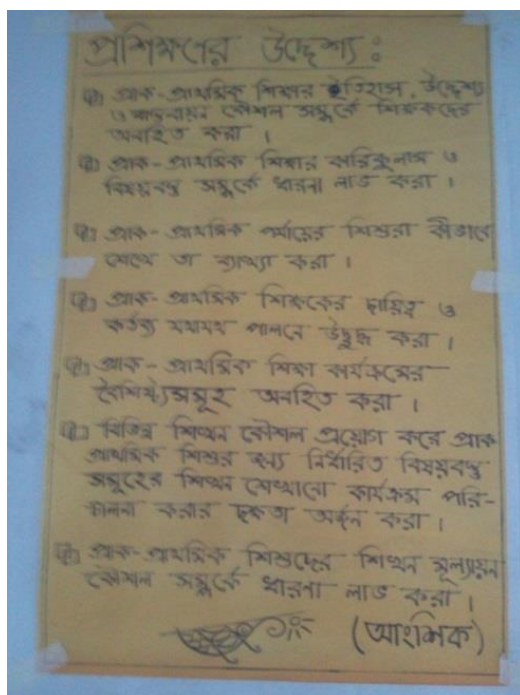 প্রশিক্ষণের উদ্দেশ্য :
প্রাক-প্রাথমিক শিক্ষার ইতিহাস, উদ্দেশ্য
ও বাস্তবায়ন কৌশল সম্পর্কে শিক্ষকদের
অবহিত করা ।
প্রাক-প্রাথমিক শিক্ষার কারিকুলাম ও
বিষয়বস্তু সম্পর্কে ধারনা লাভ করা ।
প্রাক-প্রাথমিক পর্যায়ের শিশুরা কীভাবে
শেখে তা ব্যাখ্যা করা ।
প্রাক-প্রাথমিক শিক্ষকের দায়িত্ব ও
কর্তব্য যথাযথ পালনে উদ্বুদ্ধ করা ।
প্রাক-প্রাথমিক শিক্ষা কার্যক্রমের
বৈশিষ্ট্যসমূহ অবহিত করা ।
বিভিন্ন শিখন কৌশল প্রয়োগ করে প্রাক
প্রাথমিক শিশুর জন্য নির্ধারিত বিষয়বস্তু
সমূহের শিখন শেখানো কার্যক্রম পরি-
চালনা করার দক্ষতা অর্জন করা ।
প্রাক-প্রাথমিক শিশুদের শিখন মূল্যায়ন
কৌশল সম্পর্কে ধারনা লাভ করা ।
(আংশিক)